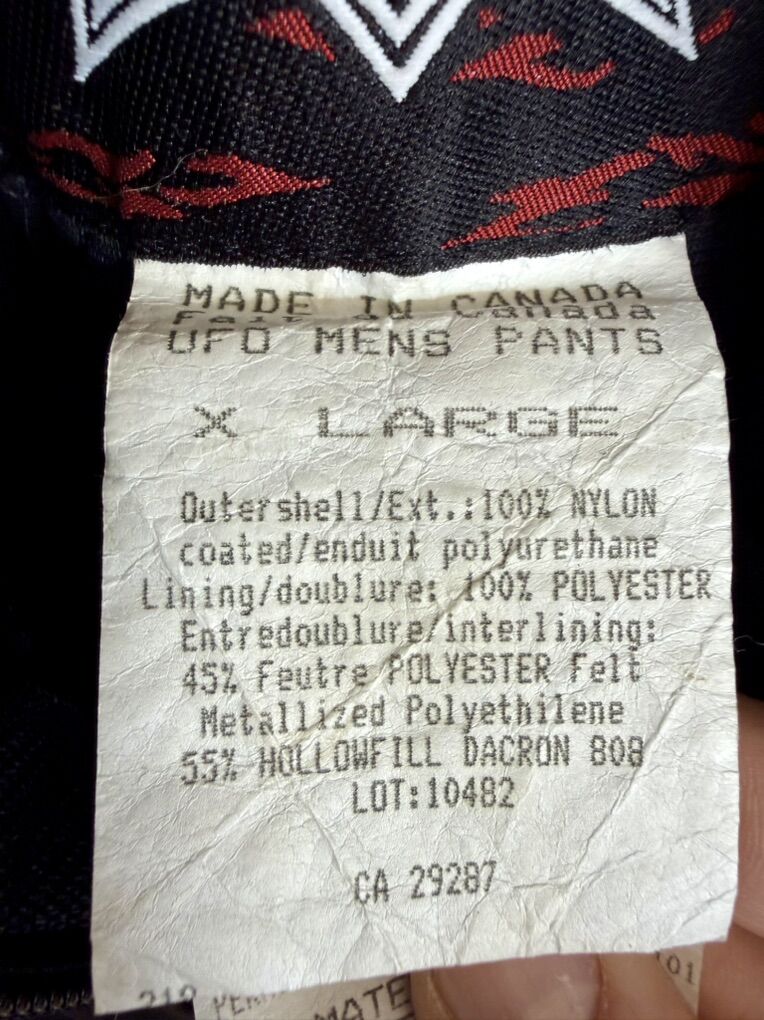 MADE IN CANADA
Fait in Canada
UFO MENS PANTS
X LARGE
Outershell/Ext.:100% NYLON
coated/enduit polyurethane
Lining/doublure: 100% POLYESTER
Entredoublure/interlining:
45% Feutre POLYESTER Felt
Metallized Polyethilene
55% HOLLOWFILL DACRON 808
LOT:10482
CA 29287